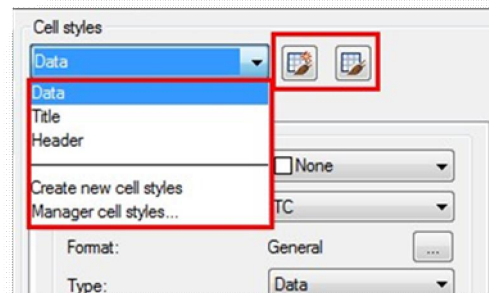 Cell styles
Data
Data
Title
Header
None
Create new cell styles
TC
Manager cell styles...
Format: General ...
Type: Data